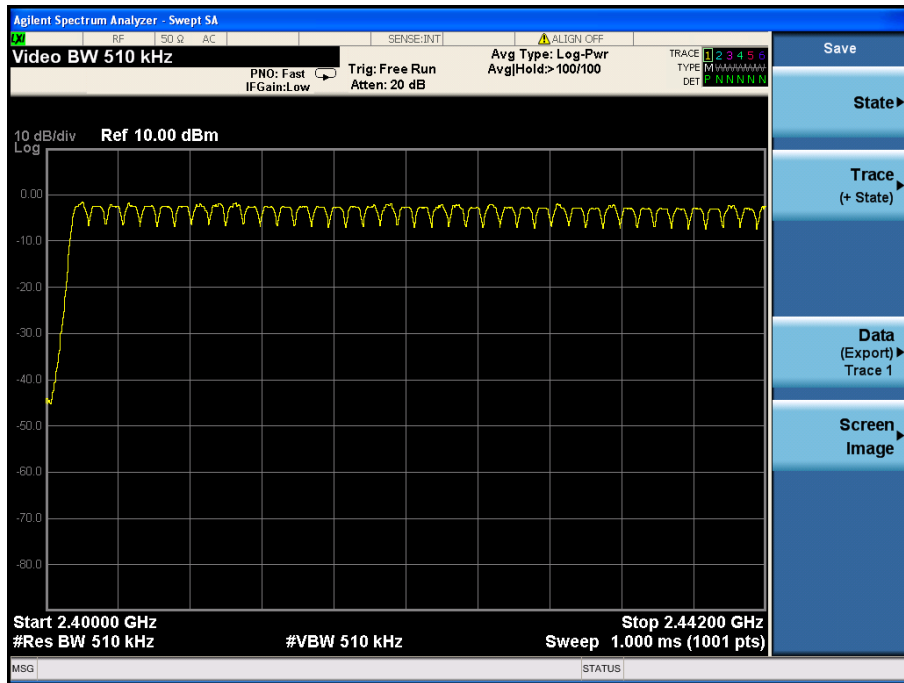 Agilent Spectrum Analyzer - Swept SA
LXI RF 50 Ω AC SENSE:INT ALIGN OFF
Video BW 510 kHz
PNO: Fast
IFGain:Low
Trig: Free Run
Atten: 20 dB
Avg Type: Log-Pwr
Avg|Hold:>100/100
TRACE 1 2 3 4 5 6
TYPE M WWWWW
DET P N N N N N
10 dB/div Ref 10.00 dBm
Log
0.00
-10.0
-20.0
-30.0
-40.0
-50.0
-60.0
-70.0
-80.0
Start 2.40000 GHz Stop 2.44200 GHz
#Res BW 510 kHz #VBW 510 kHz Sweep 1.000 ms (1001 pts)
MSG STATUS
Save
State
Trace
(+ State)
Data
(Export)
Trace 1
Screen
Image